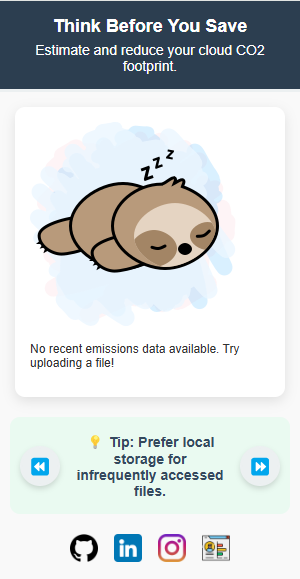 Think Before You Save
Estimate and reduce your cloud CO2
footprint.
z z z
No recent emissions data available. Try
uploading a file!
💡 Tip: Prefer local
storage for
infrequently accessed
files.
in